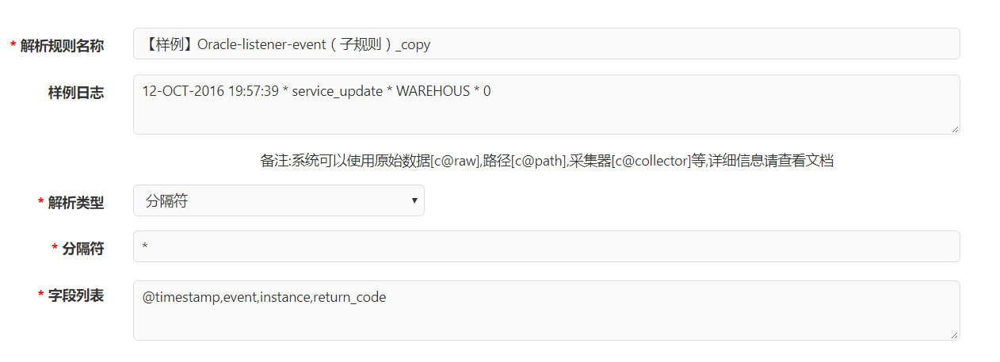 * 解析规则名称 【样例】Oracle-listener-event（子规则）_copy
样例日志 12-OCT-2016 19:57:39 * service_update * WAREHOUS * 0
备注:系统可以使用原始数据[c@raw],路径[c@path],采集器[c@collector]等,详细信息请查看文档
* 解析类型 分隔符
* 分隔符 *
* 字段列表 @timestamp,event,instance,return_code